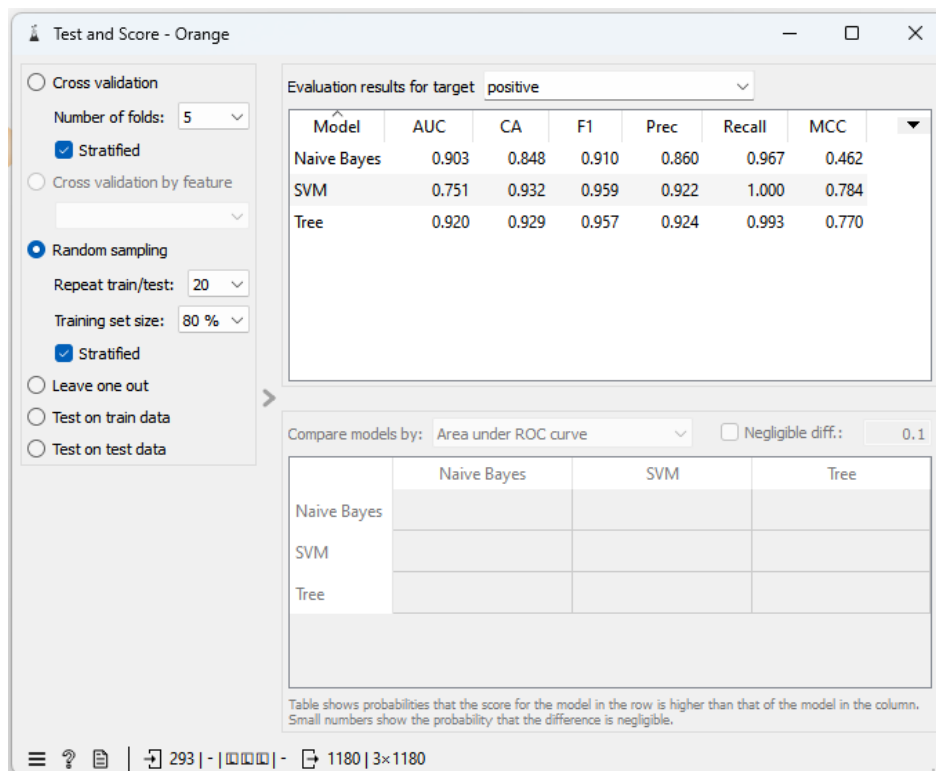 Test and Score - Orange
Cross validation
Number of folds: 5
Stratified
Cross validation by feature
Random sampling
Repeat train/test: 20
Training set size: 80 %
Stratified
Leave one out
Test on train data
Test on test data
Evaluation results for target positive
Model AUC CA F1 Prec Recall MCC
Naive Bayes 0.903 0.848 0.910 0.860 0.967 0.462
SVM 0.751 0.932 0.959 0.922 1.000 0.784
Tree 0.920 0.929 0.957 0.924 0.993 0.770
Compare models by: Area under ROC curve Negligible diff.: 0.1
Naive Bayes SVM Tree
Naive Bayes
SVM
Tree
Table shows probabilities that the score for the model in the row is higher than that of the model in the column.
Small numbers show the probability that the difference is negligible.
293 | - | | - 1180 | 3×1180